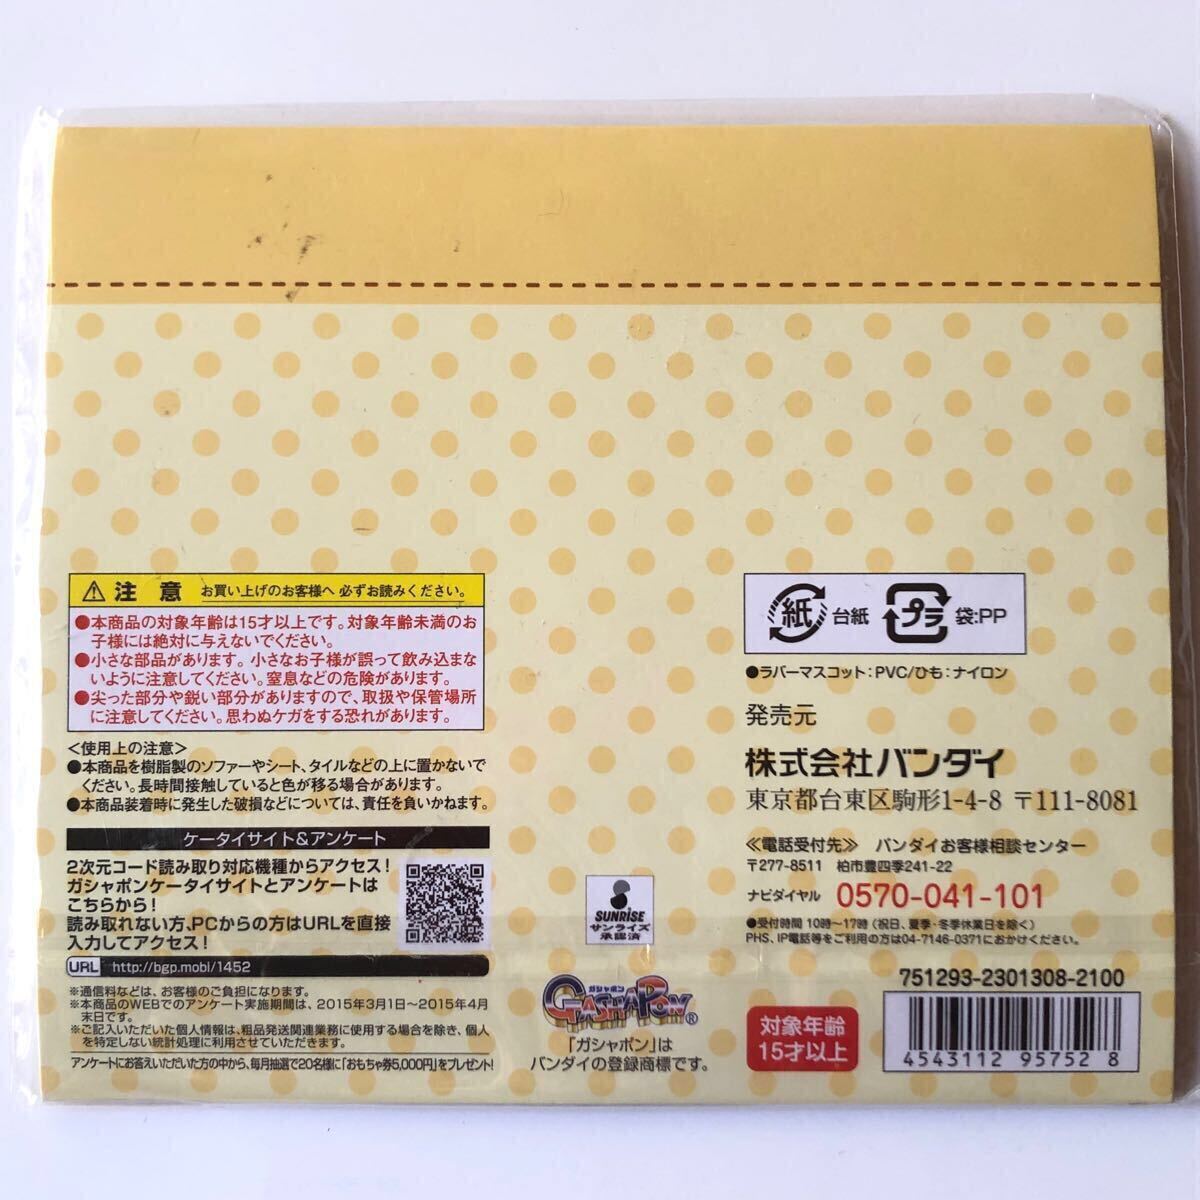 注意 お買い上げのお客様へ 必ずお読みください。
●本商品の対象年齢は15才以上です。対象年齢未満のお
子様には絶対に与えないでください。
●小さな部品があります。小さなお子様が誤って飲み込まな
いように注意してください。窒息などの危険があります。
●尖った部分や鋭い部分がありますので、取扱や保管場所
に注意してください。思わぬケガをする恐れがあります。
<使用上の注意>
●本商品を樹脂製のソファーやシート、タイルなどの上に置かないで
ください。長時間接触していると色が移る場合があります。
●本商品装着時に発生した破損などについては、責任を負いかねます。
ケータイサイト&アンケート
2次元コード読み取り対応機種からアクセス!
ガシャポンケータイサイトとアンケートは
こちらから!
読み取れない方、PCからの方はURLを直接
入力してアクセス!
URL http://bgp.mobi/1452
※通信料などは、お客様のご負担になります。
※本商品のWEBでのアンケート実施期間は、2015年3月1日~2015年4月
末日です。
※ご記入いただいた個人情報は、粗品発送関連業務に使用する場合を除き、個人
を特定しない統計処理に利用させていただきます。
アンケートにお答えいただいた方の中から、毎月抽選で20名様に「おもちゃ券5,000円」をプレゼント!
SUNRISE
サンライズ
承認済
ガシャポン
GASHAPON®
「ガシャポン」は
バンダイの登録商標です。
紙 台紙 プラ 袋:PP
●ラバーマスコット:PVC/ひも:ナイロン
発売元
株式会社バンダイ
東京都台東区駒形1-4-8 〒111-8081
≪電話受付先≫ バンダイお客様相談センター
〒277-8511 柏市豊四季241-22
ナビダイヤル 0570-041-101
●受付時間 10時~17時(祝日、夏季・冬季休業日を除く)
PHS、IP電話等をご利用の方は04-7146-0371におかけください。
751293-2301308-2100
対象年齢
15才以上
4543112 95752 8